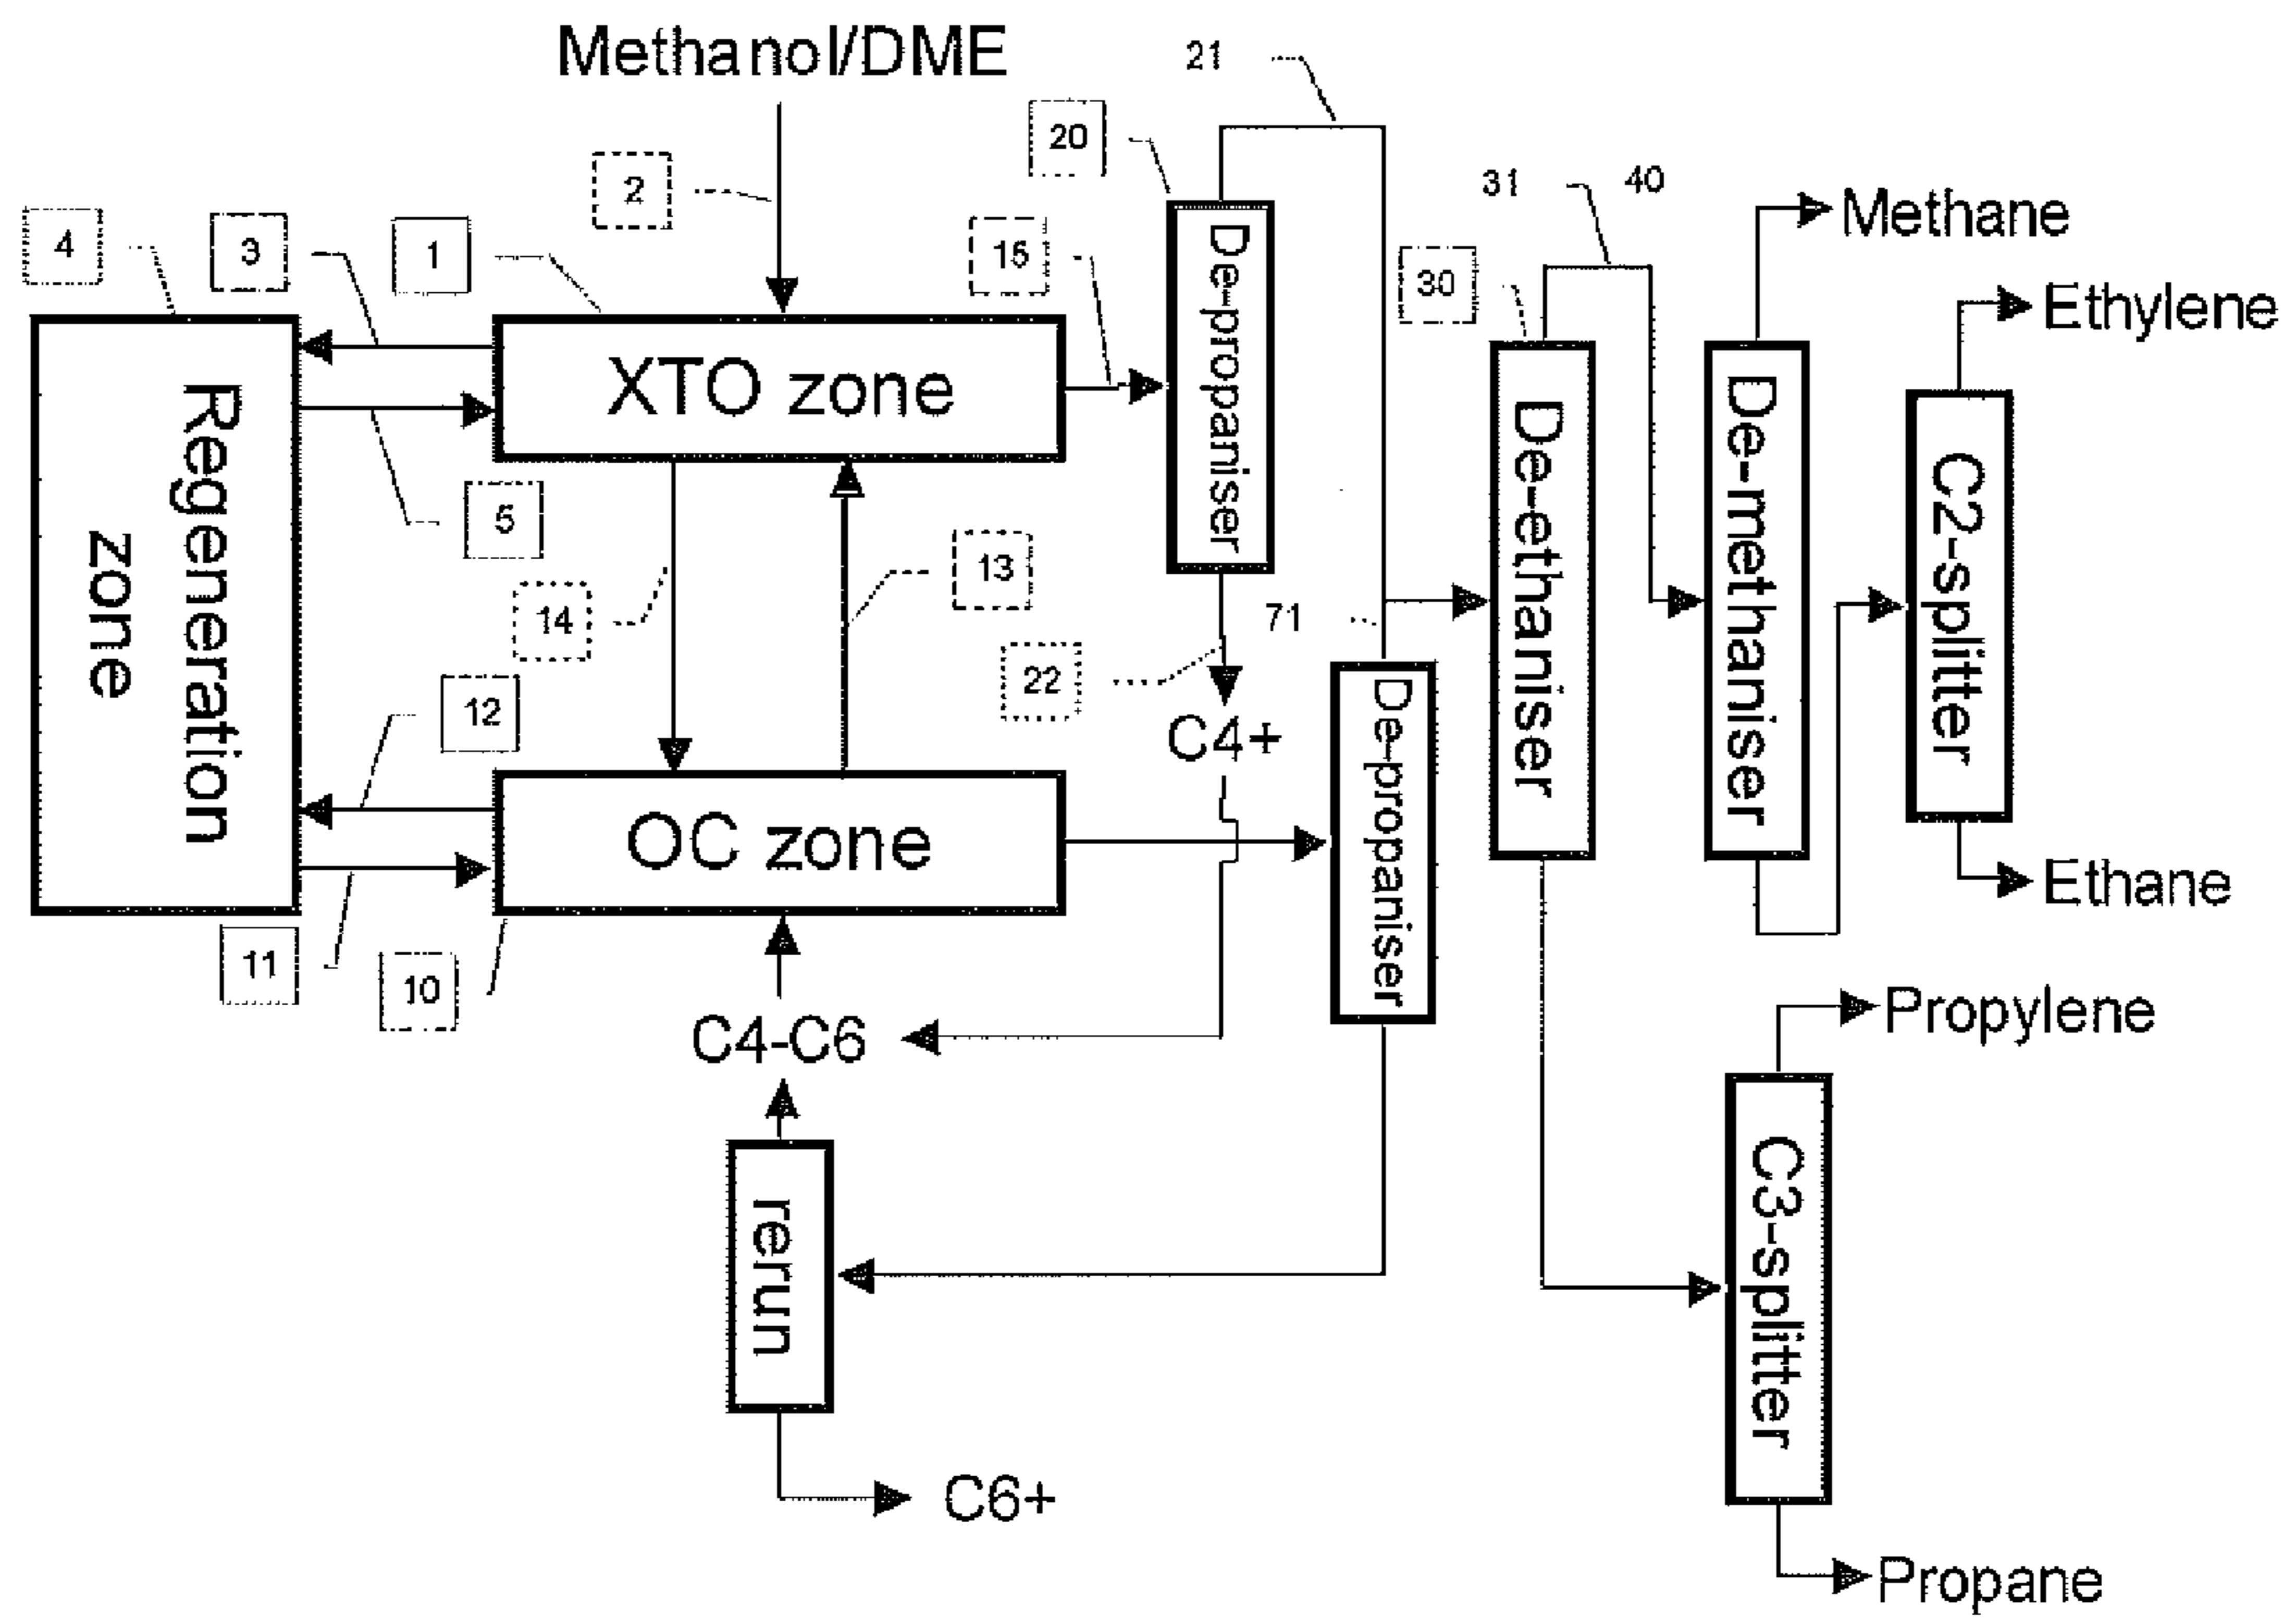 Methanol/DME
21
20
2
31
40
Methane
4
3
1
15
30
Ethylene
XTO zone
De-propaniser
Regeneration
zone
De-ethaniser
De-methaniser
C2-splitter
5
13
14
71
22
12
C4+
De-propaniser
OC zone
Ethane
11
10
C4-C6
Propylene
rerun
C3-splitter
C6+
Propane